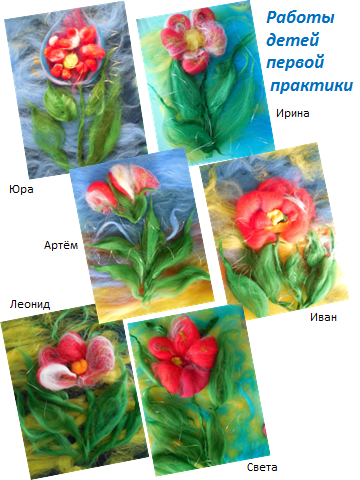 Работы
детей
первой
практики
Ирина
Юра
Артём
Леонид
Иван
Света